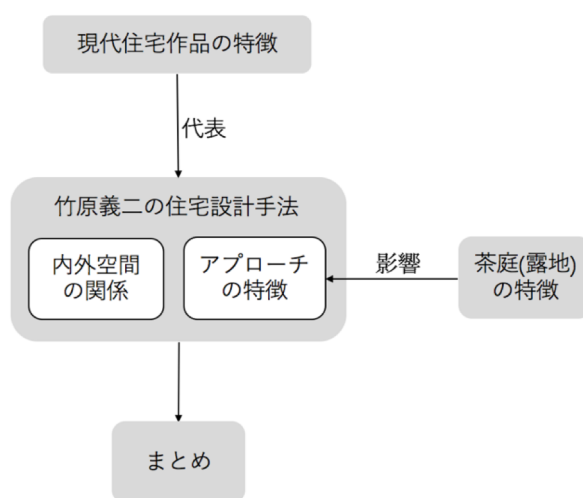 現代住宅作品の特徴
代表
竹原義二の住宅設計手法
内外空間
の関係
アプローチ
の特徴
影響
茶庭(露地)
の特徴
まとめ